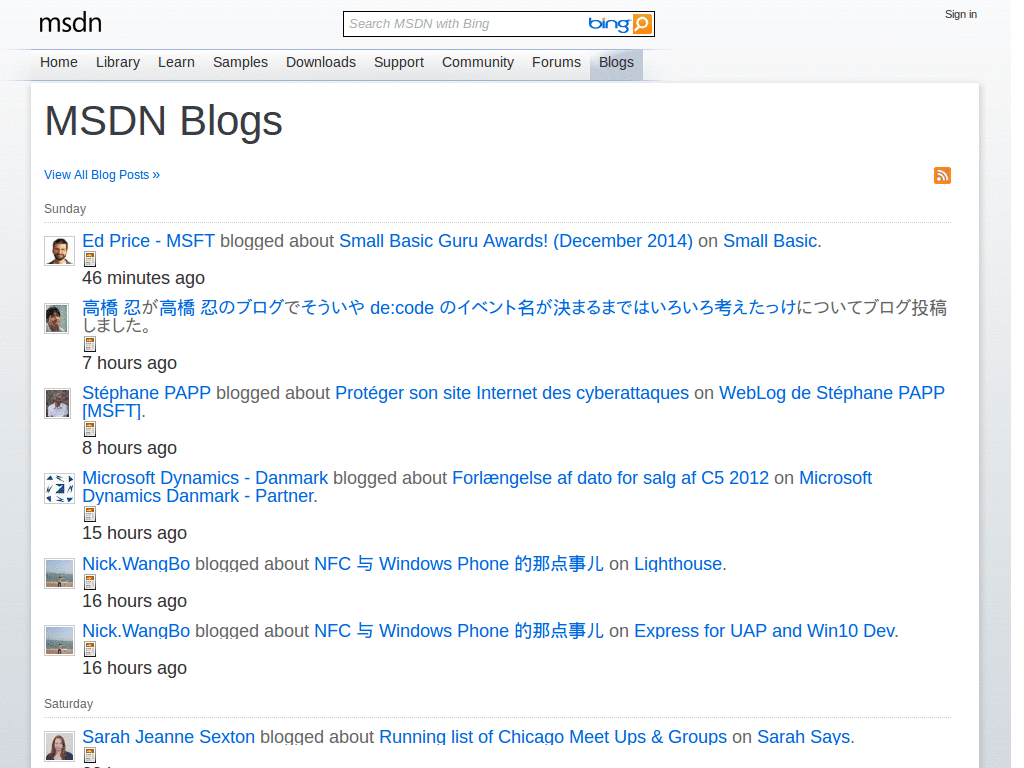 msdn
Search MSDN with Bing
bing
Sign in
Home Library Learn Samples Downloads Support Community Forums Blogs
MSDN Blogs
View All Blog Posts »
Sunday
Ed Price - MSFT blogged about Small Basic Guru Awards! (December 2014) on Small Basic.
46 minutes ago
高橋 忍が高橋 忍のブログでそういや de:code のイベント名が決まるまではいろいろ考えたっけについてブログ投稿
しました。
7 hours ago
Stéphane PAPP blogged about Protéger son site Internet des cyberattaques on WebLog de Stéphane PAPP
[MSFT].
8 hours ago
Microsoft Dynamics - Danmark blogged about Forlængelse af dato for salg af C5 2012 on Microsoft
Dynamics Danmark - Partner.
15 hours ago
Nick.WangBo blogged about NFC 与 Windows Phone 的那点事儿 on Lighthouse.
16 hours ago
Nick.WangBo blogged about NFC 与 Windows Phone 的那点事儿 on Express for UAP and Win10 Dev.
16 hours ago
Saturday
Sarah Jeanne Sexton blogged about Running list of Chicago Meet Ups & Groups on Sarah Says.